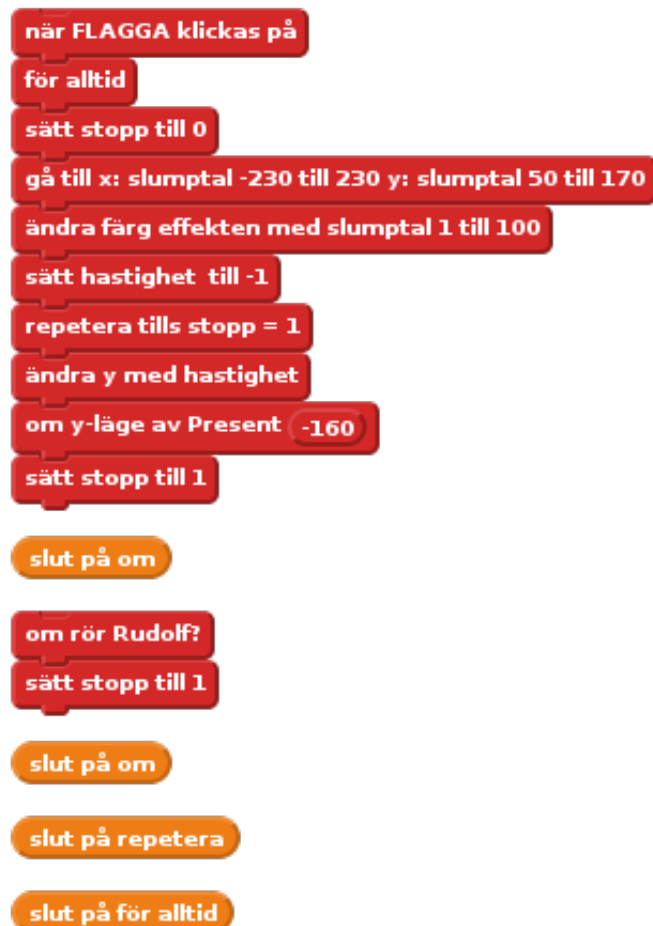 när FLAGGA klickas på
för alltid
sätt stopp till 0
gå till x: slumptal -230 till 230 y: slumptal 50 till 170
ändra färg effekten med slumptal 1 till 100
sätt hastighet till -1
repetera tills stopp = 1
ändra y med hastighet
om y-läge av Present -160
sätt stopp till 1
slut på om
om rör Rudolf?
sätt stopp till 1
slut på om
slut på repetera
slut på för alltid